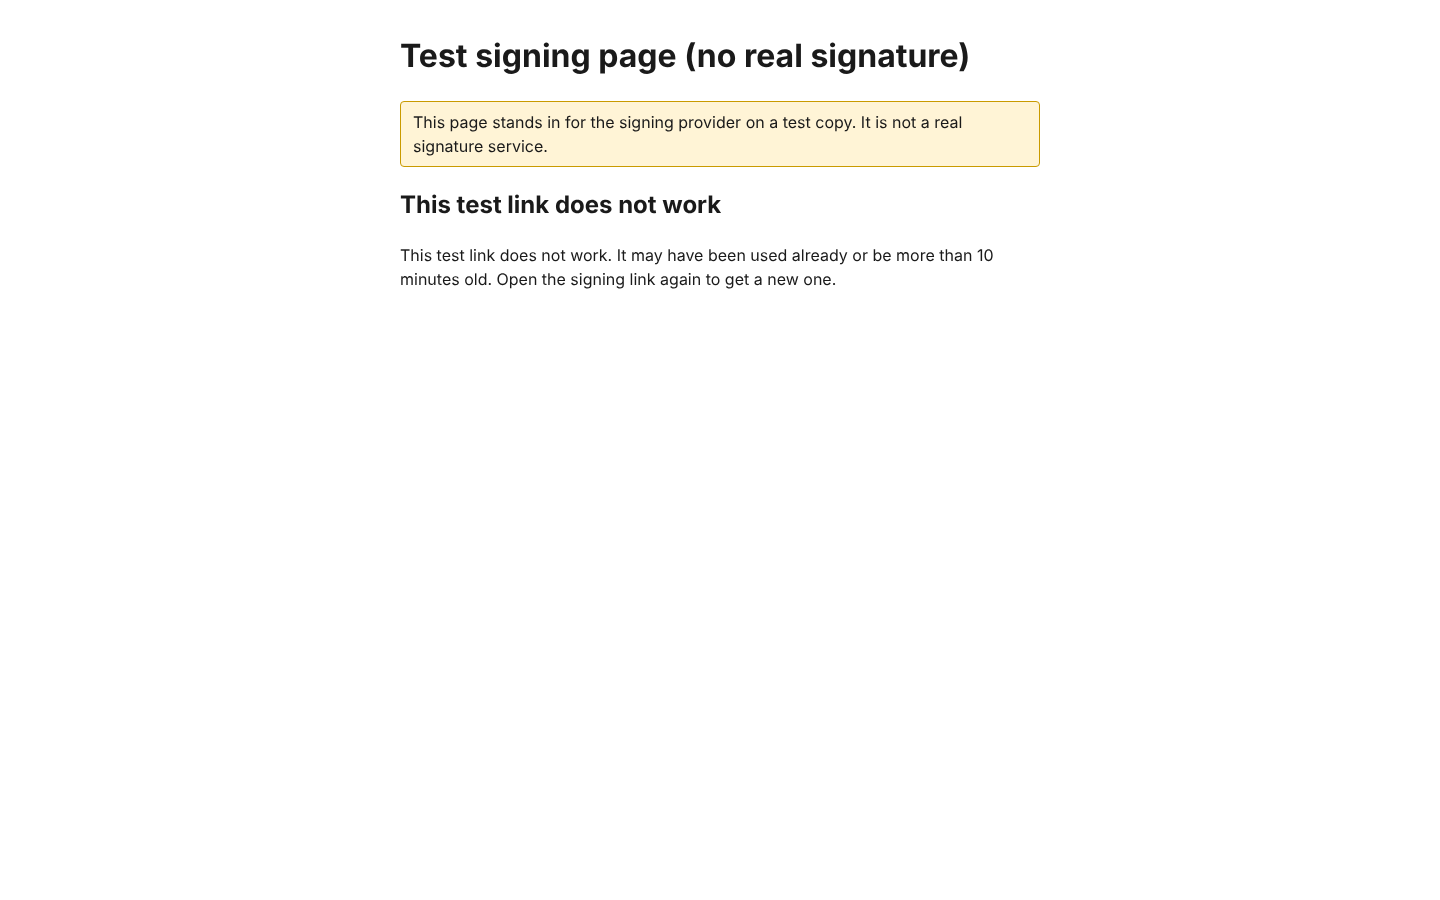 Test signing page (no real signature)
This page stands in for the signing provider on a test copy. It is not a real
signature service.
This test link does not work
This test link does not work. It may have been used already or be more than 10
minutes old. Open the signing link again to get a new one.